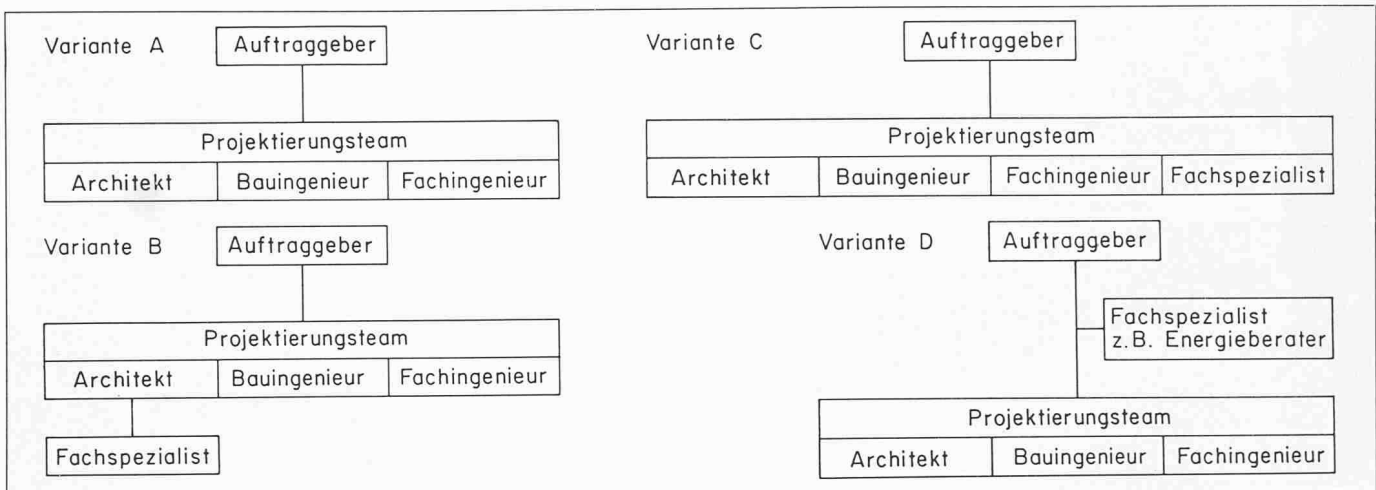 Variante A
Auftraggeber
Projektierungsteam
Architekt Bauingenieur Fachingenieur
Variante B
Auftraggeber
Projektierungsteam
Architekt Bauingenieur Fachingenieur
Fachspezialist
Variante C
Auftraggeber
Projektierungsteam
Architekt Bauingenieur Fachingenieur Fachspezialist
Variante D
Auftraggeber
Fachspezialist
z.B. Energieberater
Projektierungsteam
Architekt Bauingenieur Fachingenieur